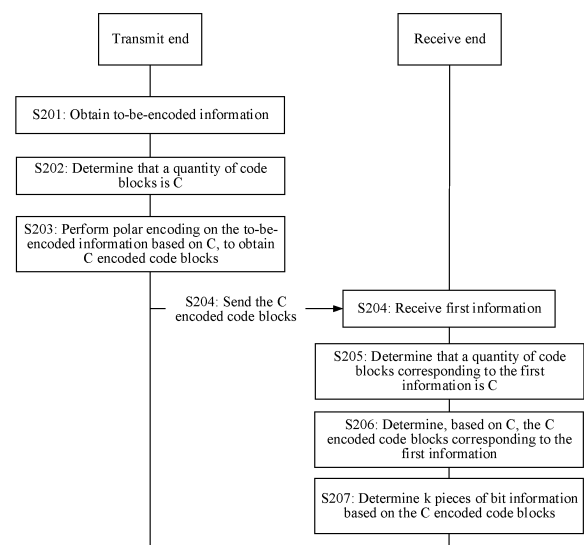 Transmit end
Receive end
S201: Obtain to-be-encoded information
S202: Determine that a quantity of code
blocks is C
S203: Perform polar encoding on the to-be-
encoded information based on C, to obtain
C encoded code blocks
S204: Send the C
encoded code blocks
S204: Receive first information
S205: Determine that a quantity of code
blocks corresponding to the first
information is C
S206: Determine, based on C, the C
encoded code blocks corresponding to the
first information
S207: Determine k pieces of bit information
based on the C encoded code blocks